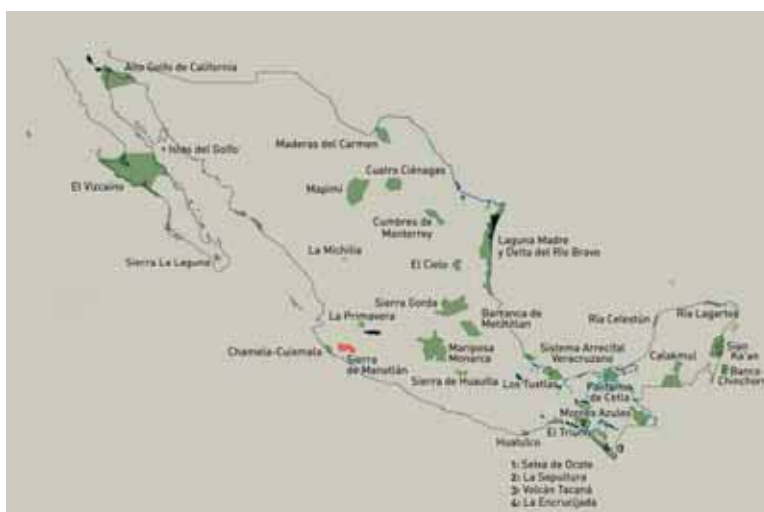 Alto Golfo de California
Islas del Golfo
Maderas del Carmen
Cuatro Ciénagas
El Vizcaíno
Mapimí
Cumbres de
Monterrey
Laguna Madre
y Delta del Río Bravo
La Michilía
Sierra La Laguna
El Cielo
Sierra Gorda
La Primavera
Barranca de
Metztitlán
Ría Celestún
Ría Lagartos
Chamela-Cuixmala
Sierra
de Manatlán
Mariposa
Monarca
Sistema Arrecifal
Veracruzano
Calakmul
Sian
Ka'an
Banco
Chinchorro
Sierra de Huautla
Los Tuxtlas
Pantanos
de Cetla
Montes Azules
El Triunfo
Huatulco
1: Selva de Ocote
2: La Sepultura
3: Volcán Tacaná
4: La Encrucijada